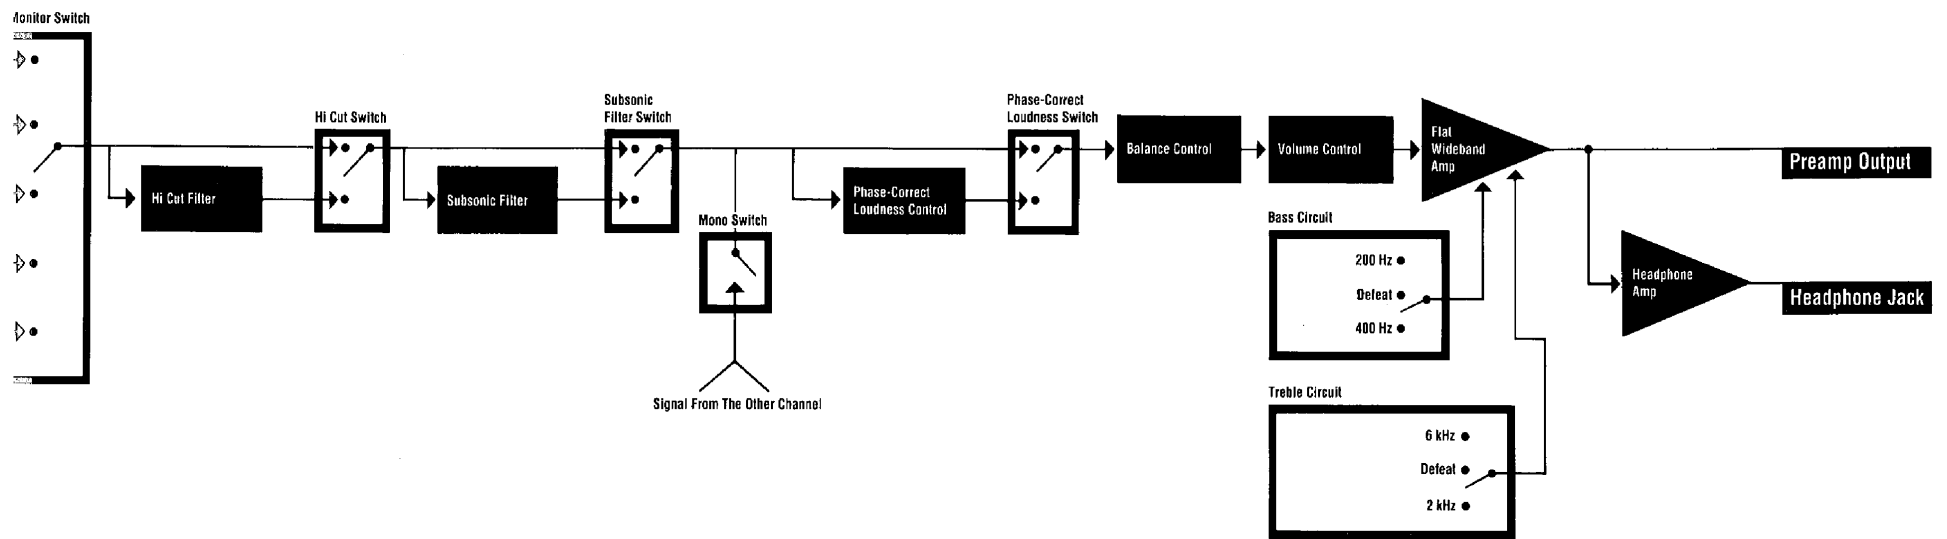 Monitor Switch
Hi Cut Switch
Subsonic
Filter Switch
Phase-Correct
Loudness Switch
Hi Cut Filter
Subsonic Filter
Mono Switch
Phase-Correct
Loudness Control
Balance Control
Volume Control
Flat
Wideband
Amp
Preamp Output
Bass Circuit
200 Hz
Defeat
400 Hz
Headphone
Amp
Headphone Jack
Signal From The Other Channel
Treble Circuit
6 kHz
Defeat
2 kHz